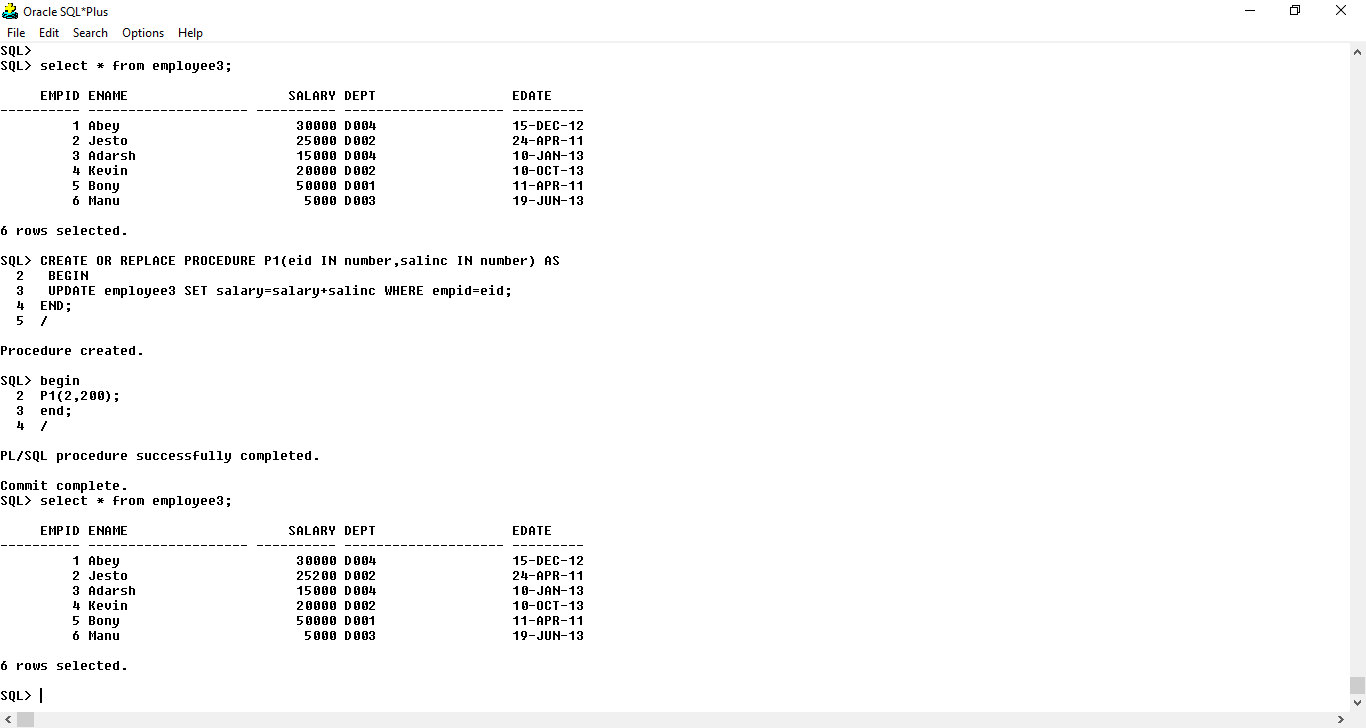 Oracle SQL*Plus
File Edit Search Options Help
SQL>
SQL> select * from employee3;
     EMPID ENAME                    SALARY DEPT                 EDATE
---------- -------------------- ---------- -------------------- ---------
         1 Abey                      30000 D004                 15-DEC-12
         2 Jesto                     25000 D002                 24-APR-11
         3 Adarsh                    15000 D004                 10-JAN-13
         4 Kevin                     20000 D002                 10-OCT-13
         5 Bony                      50000 D001                 11-APR-11
         6 Manu                       5000 D003                 19-JUN-13
6 rows selected.
SQL> CREATE OR REPLACE PROCEDURE P1(eid IN number,salinc IN number) AS
  2   BEGIN
  3   UPDATE employee3 SET salary=salary+salinc WHERE empid=eid;
  4  END;
  5  /
Procedure created.
SQL> begin
  2  P1(2,200);
  3  end;
  4  /
PL/SQL procedure successfully completed.
Commit complete.
SQL> select * from employee3;
     EMPID ENAME                    SALARY DEPT                 EDATE
---------- -------------------- ---------- -------------------- ---------
         1 Abey                      30000 D004                 15-DEC-12
         2 Jesto                     25200 D002                 24-APR-11
         3 Adarsh                    15000 D004                 10-JAN-13
         4 Kevin                     20000 D002                 10-OCT-13
         5 Bony                      50000 D001                 11-APR-11
         6 Manu                       5000 D003                 19-JUN-13
6 rows selected.
SQL>